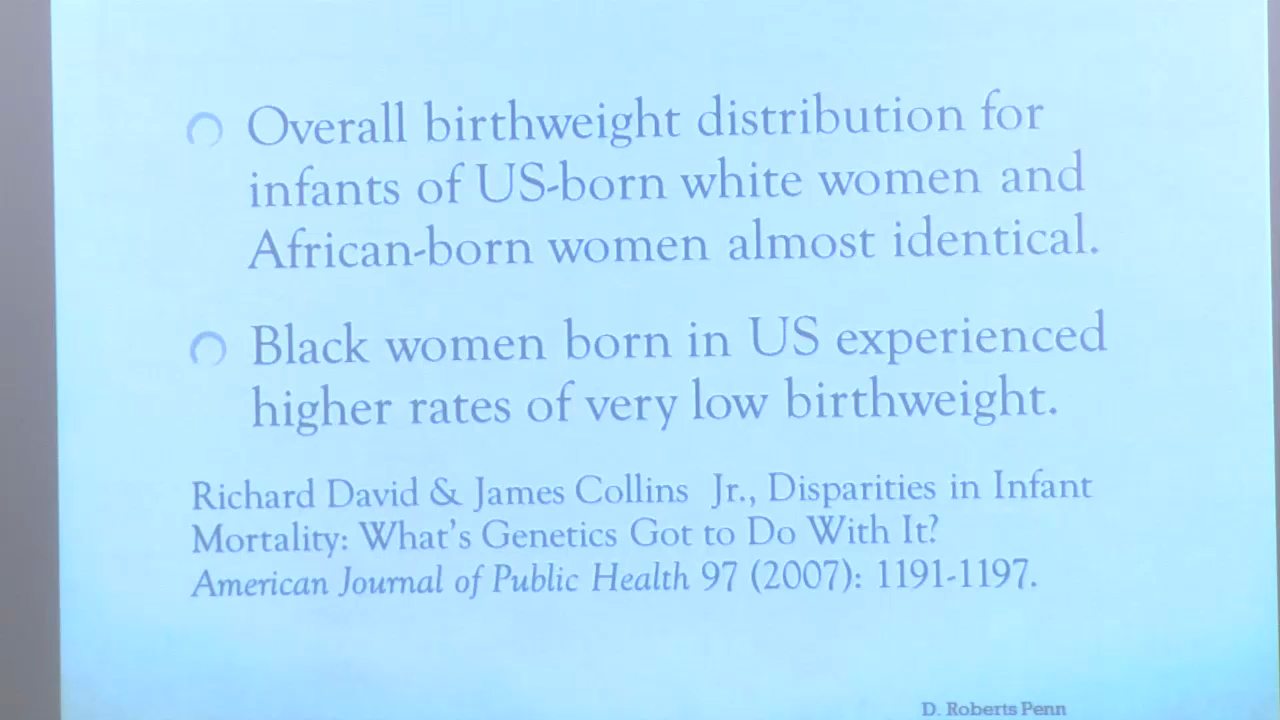 Overall birthweight distribution for
infants of US-born white women and
African-born women almost identical.
Black women born in US experienced
higher rates of very low birthweight.
Richard David & James Collins Jr., Disparities in Infant
Mortality: What's Genetics Got to Do With It?
American Journal of Public Health 97 (2007): 1191-1197.
D. Roberts Penn